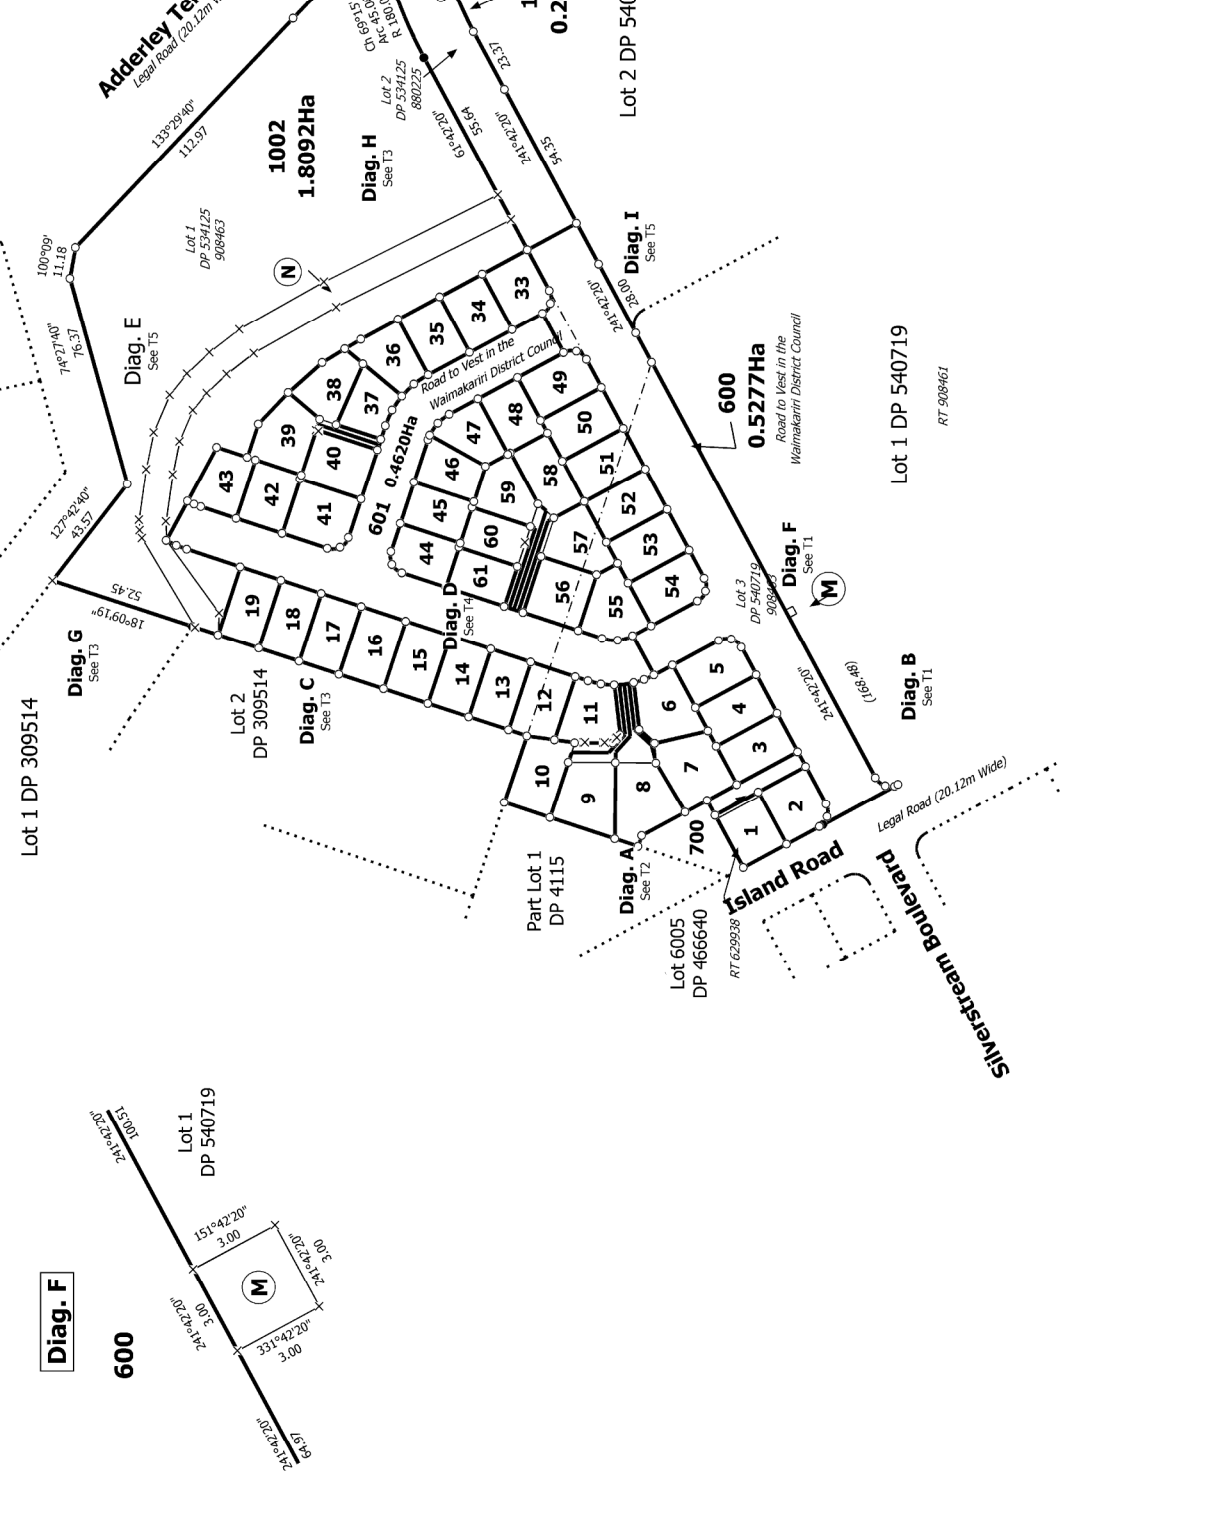 Adderley Te
Legal Road (20.12m W
133°29'40"
112.97
100°09'
11.18
74°27'40"
76.37
127°42'40"
43.57
18°09'19"
52.45
Lot 1
DP 534125
908463
1002
1.8092Ha
Diag. H
See T3
Lot 2
DP 534125
880225
Ch 69°15'
Arc 45.0
R 180.0
61°42'20"
55.64
23.37
241°42'20"
54.35
0.2
Lot 2 DP 540
Diag. E
See T5
N
Diag. I
See T5
241°42'20"
28.00
Diag. G
See T3
Lot 1 DP 309514
Lot 2
DP 309514
Diag. C
See T3
Diag. D
See T4
33
34
35
36
37
38
39
40
41
42
43
Road to Vest in the
Waimakariri District Council
601
0.4620Ha
44
45
46
47
48
49
50
51
52
53
54
55
56
57
58
59
60
61
19
18
17
16
15
14
13
12
11
10
9
8
7
6
5
4
3
2
1
700
600
0.5277Ha
Road to Vest in the
Waimakariri District Council
Lot 1 DP 540719
RT 908461
Lot 3
DP 540719
Diag. F
See T1
M
241°42'20"
(168.48)
Diag. B
See T1
Part Lot 1
DP 4115
Diag. A
See T2
Lot 6005
DP 466640
RT 629938
Island Road
Legal Road (20.12m Wide)
Silverstream Boulevard
Diag. F
600
241°42'20"
100.51
Lot 1
DP 540719
151°42'20"
3.00
241°42'20"
3.00
M
241°42'20"
3.00
331°42'20"
3.00
241°42'20"
64.97